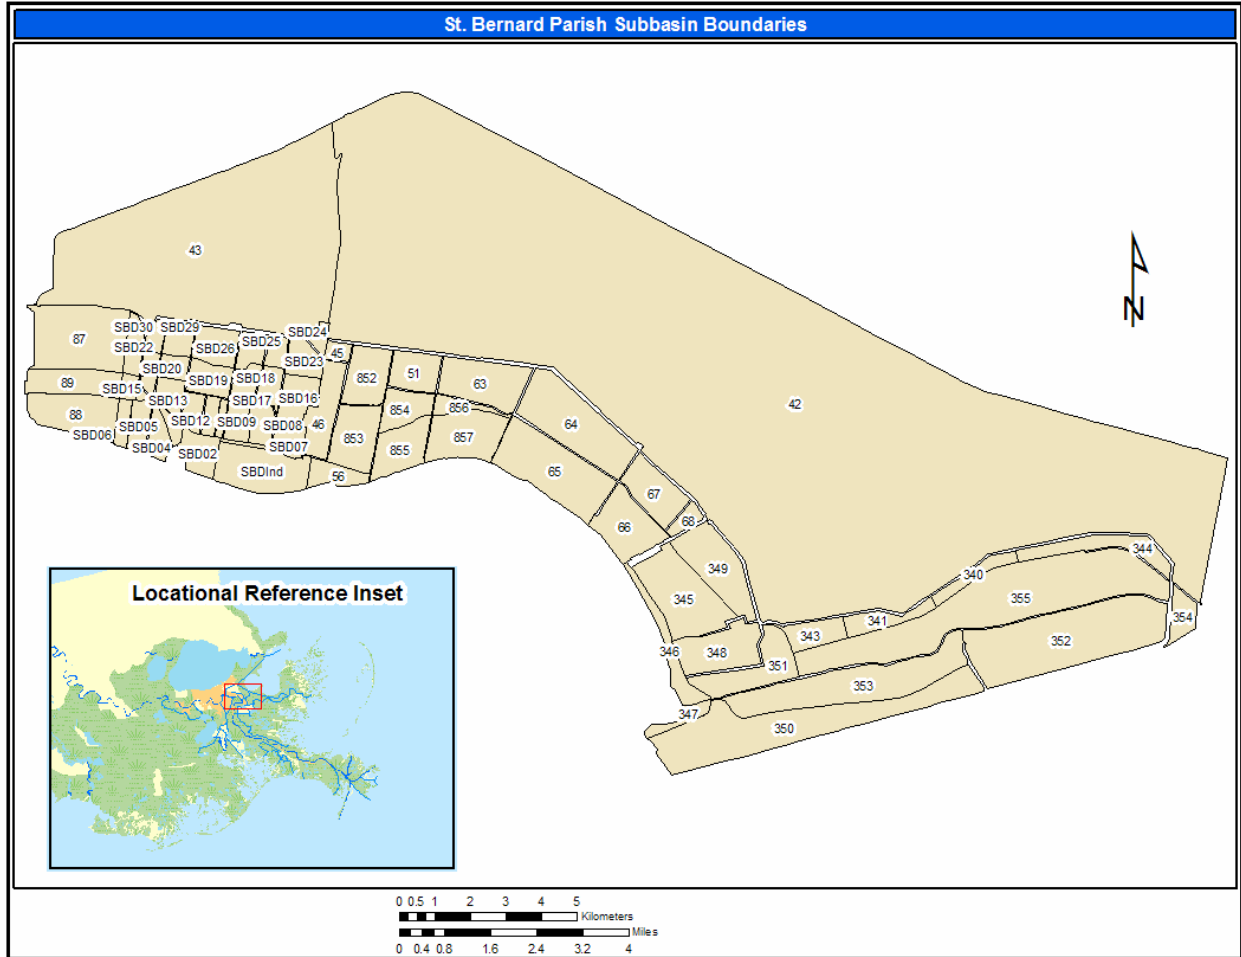 St. Bernard Parish Subbasin Boundaries
43
42
N
SBD30 SBD29 SBD24
87 SBD22 SBD26 SBD25 45
SBD20 SBD23
89 SBD15 SBD19 SBD18 852 51 63
SBD13 SBD17 SBD16
88 SBD12 SBD09 854 856
SBD06 SBD05 SBD08 46 64
SBD04 SBD02 SBD07 853 855 857
SBDInd 56 65
67
66 68
349
345
344
340
355
341
343
354
346 348 351 352
353
347
350
Locational Reference Inset
0 0.5 1 2 3 4 5
Kilometers
Miles
0 0.4 0.8 1.6 2.4 3.2 4